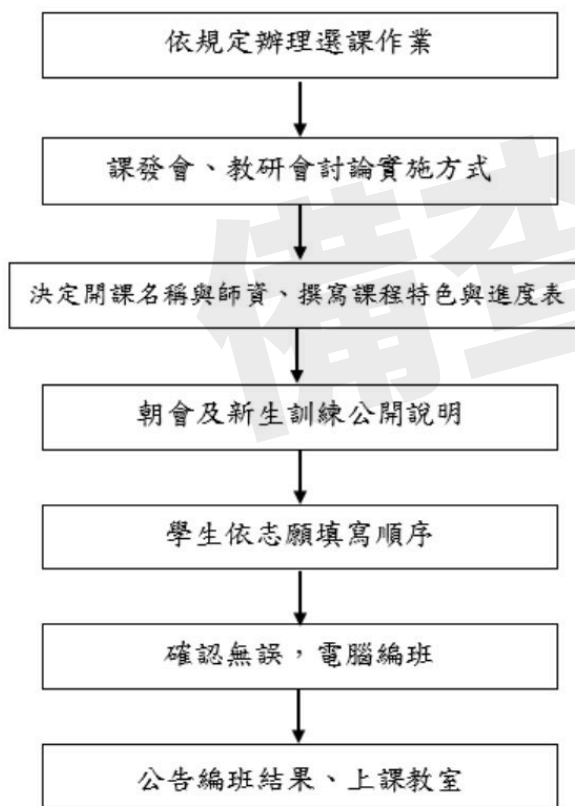 依規定辦理選課作業
課發會、教研會討論實施方式
決定開課名稱與師資、撰寫課程特色與進度表
朝會及新生訓練公開說明
學生依志願填寫順序
確認無誤，電腦編班
公告編班結果、上課教室
備查